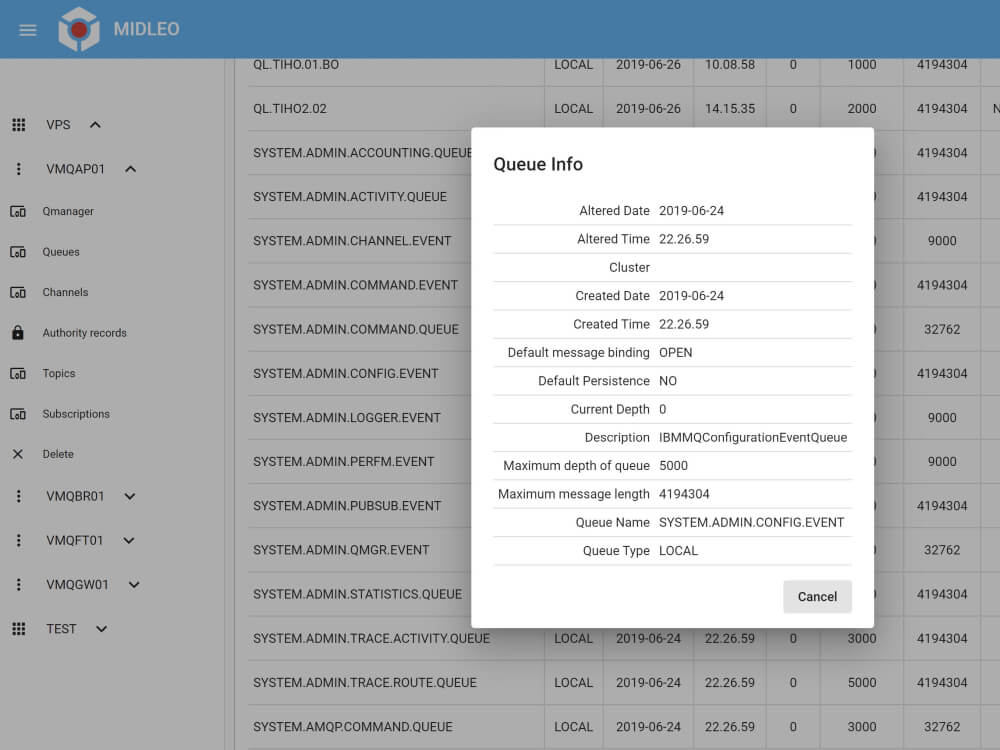 MIDLEO
VPS
VMQAP01
Qmanager
Queues
Channels
Authority records
Topics
Subscriptions
Delete
VMQBR01
VMQFT01
VMQGW01
TEST
QL.TIHO.01.BO LOCAL 2019-06-26 10.08.58 0 1000 4194304
QL.TIHO2.02 LOCAL 2019-06-26 14.15.35 0 2000 4194304 N
SYSTEM.ADMIN.ACCOUNTING.QUEUE 4194304
SYSTEM.ADMIN.ACTIVITY.QUEUE 4194304
SYSTEM.ADMIN.CHANNEL.EVENT 9000
SYSTEM.ADMIN.COMMAND.EVENT 4194304
SYSTEM.ADMIN.COMMAND.QUEUE 32762
SYSTEM.ADMIN.CONFIG.EVENT 4194304
SYSTEM.ADMIN.LOGGER.EVENT 9000
SYSTEM.ADMIN.PERFM.EVENT 9000
SYSTEM.ADMIN.PUBSUB.EVENT 4194304
SYSTEM.ADMIN.QMGR.EVENT 32762
SYSTEM.ADMIN.STATISTICS.QUEUE 4194304
SYSTEM.ADMIN.TRACE.ACTIVITY.QUEUE LOCAL 2019-06-24 22.26.59 0 3000 4194304
SYSTEM.ADMIN.TRACE.ROUTE.QUEUE LOCAL 2019-06-24 22.26.59 0 5000 4194304
SYSTEM.AMQP.COMMAND.QUEUE LOCAL 2019-06-24 22.26.59 0 3000 32762
Queue Info
Altered Date 2019-06-24
Altered Time 22.26.59
Cluster
Created Date 2019-06-24
Created Time 22.26.59
Default message binding OPEN
Default Persistence NO
Current Depth 0
Description IBMMQConfigurationEventQueue
Maximum depth of queue 5000
Maximum message length 4194304
Queue Name SYSTEM.ADMIN.CONFIG.EVENT
Queue Type LOCAL
Cancel